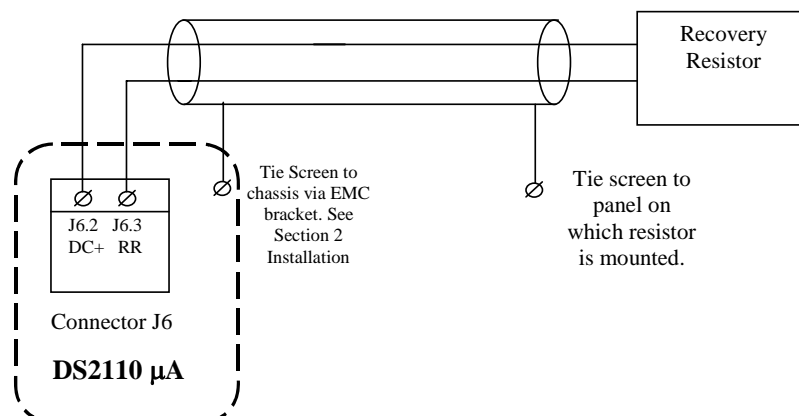 Recovery
Resistor
Tie Screen to
chassis via EMC
bracket. See
Section 2
Installation
Tie screen to
panel on
which resistor
is mounted.
J6.2 J6.3
DC+ RR
Connector J6
DS2110 µA